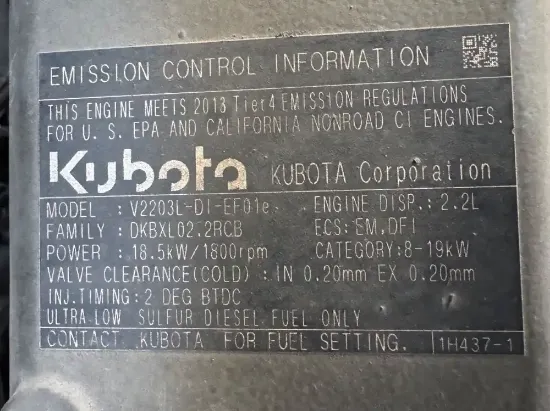 EMISSION CONTROL INFORMATION
THIS ENGINE MEETS 2013 Tier4 EMISSION REGULATIONS
FOR U. S. EPA AND CALIFORNIA NONROAD CI ENGINES.
Kubota KUBOTA Corporation
MODEL : V2203L-DI-EF01e ENGINE DISP. : 2.2L
FAMILY : DKBXL02.2RCB ECS: EM, DFI
POWER : 18.5kW/1800rpm CATEGORY: 8-19kW
VALVE CLEARANCE(COLD) : IN 0.20mm EX 0.20mm
INJ. TIMING: 2 DEG BTDC
ULTRA LOW SULFUR DIESEL FUEL ONLY
CONTACT KUBOTA FOR FUEL SETTING. 1H437-1